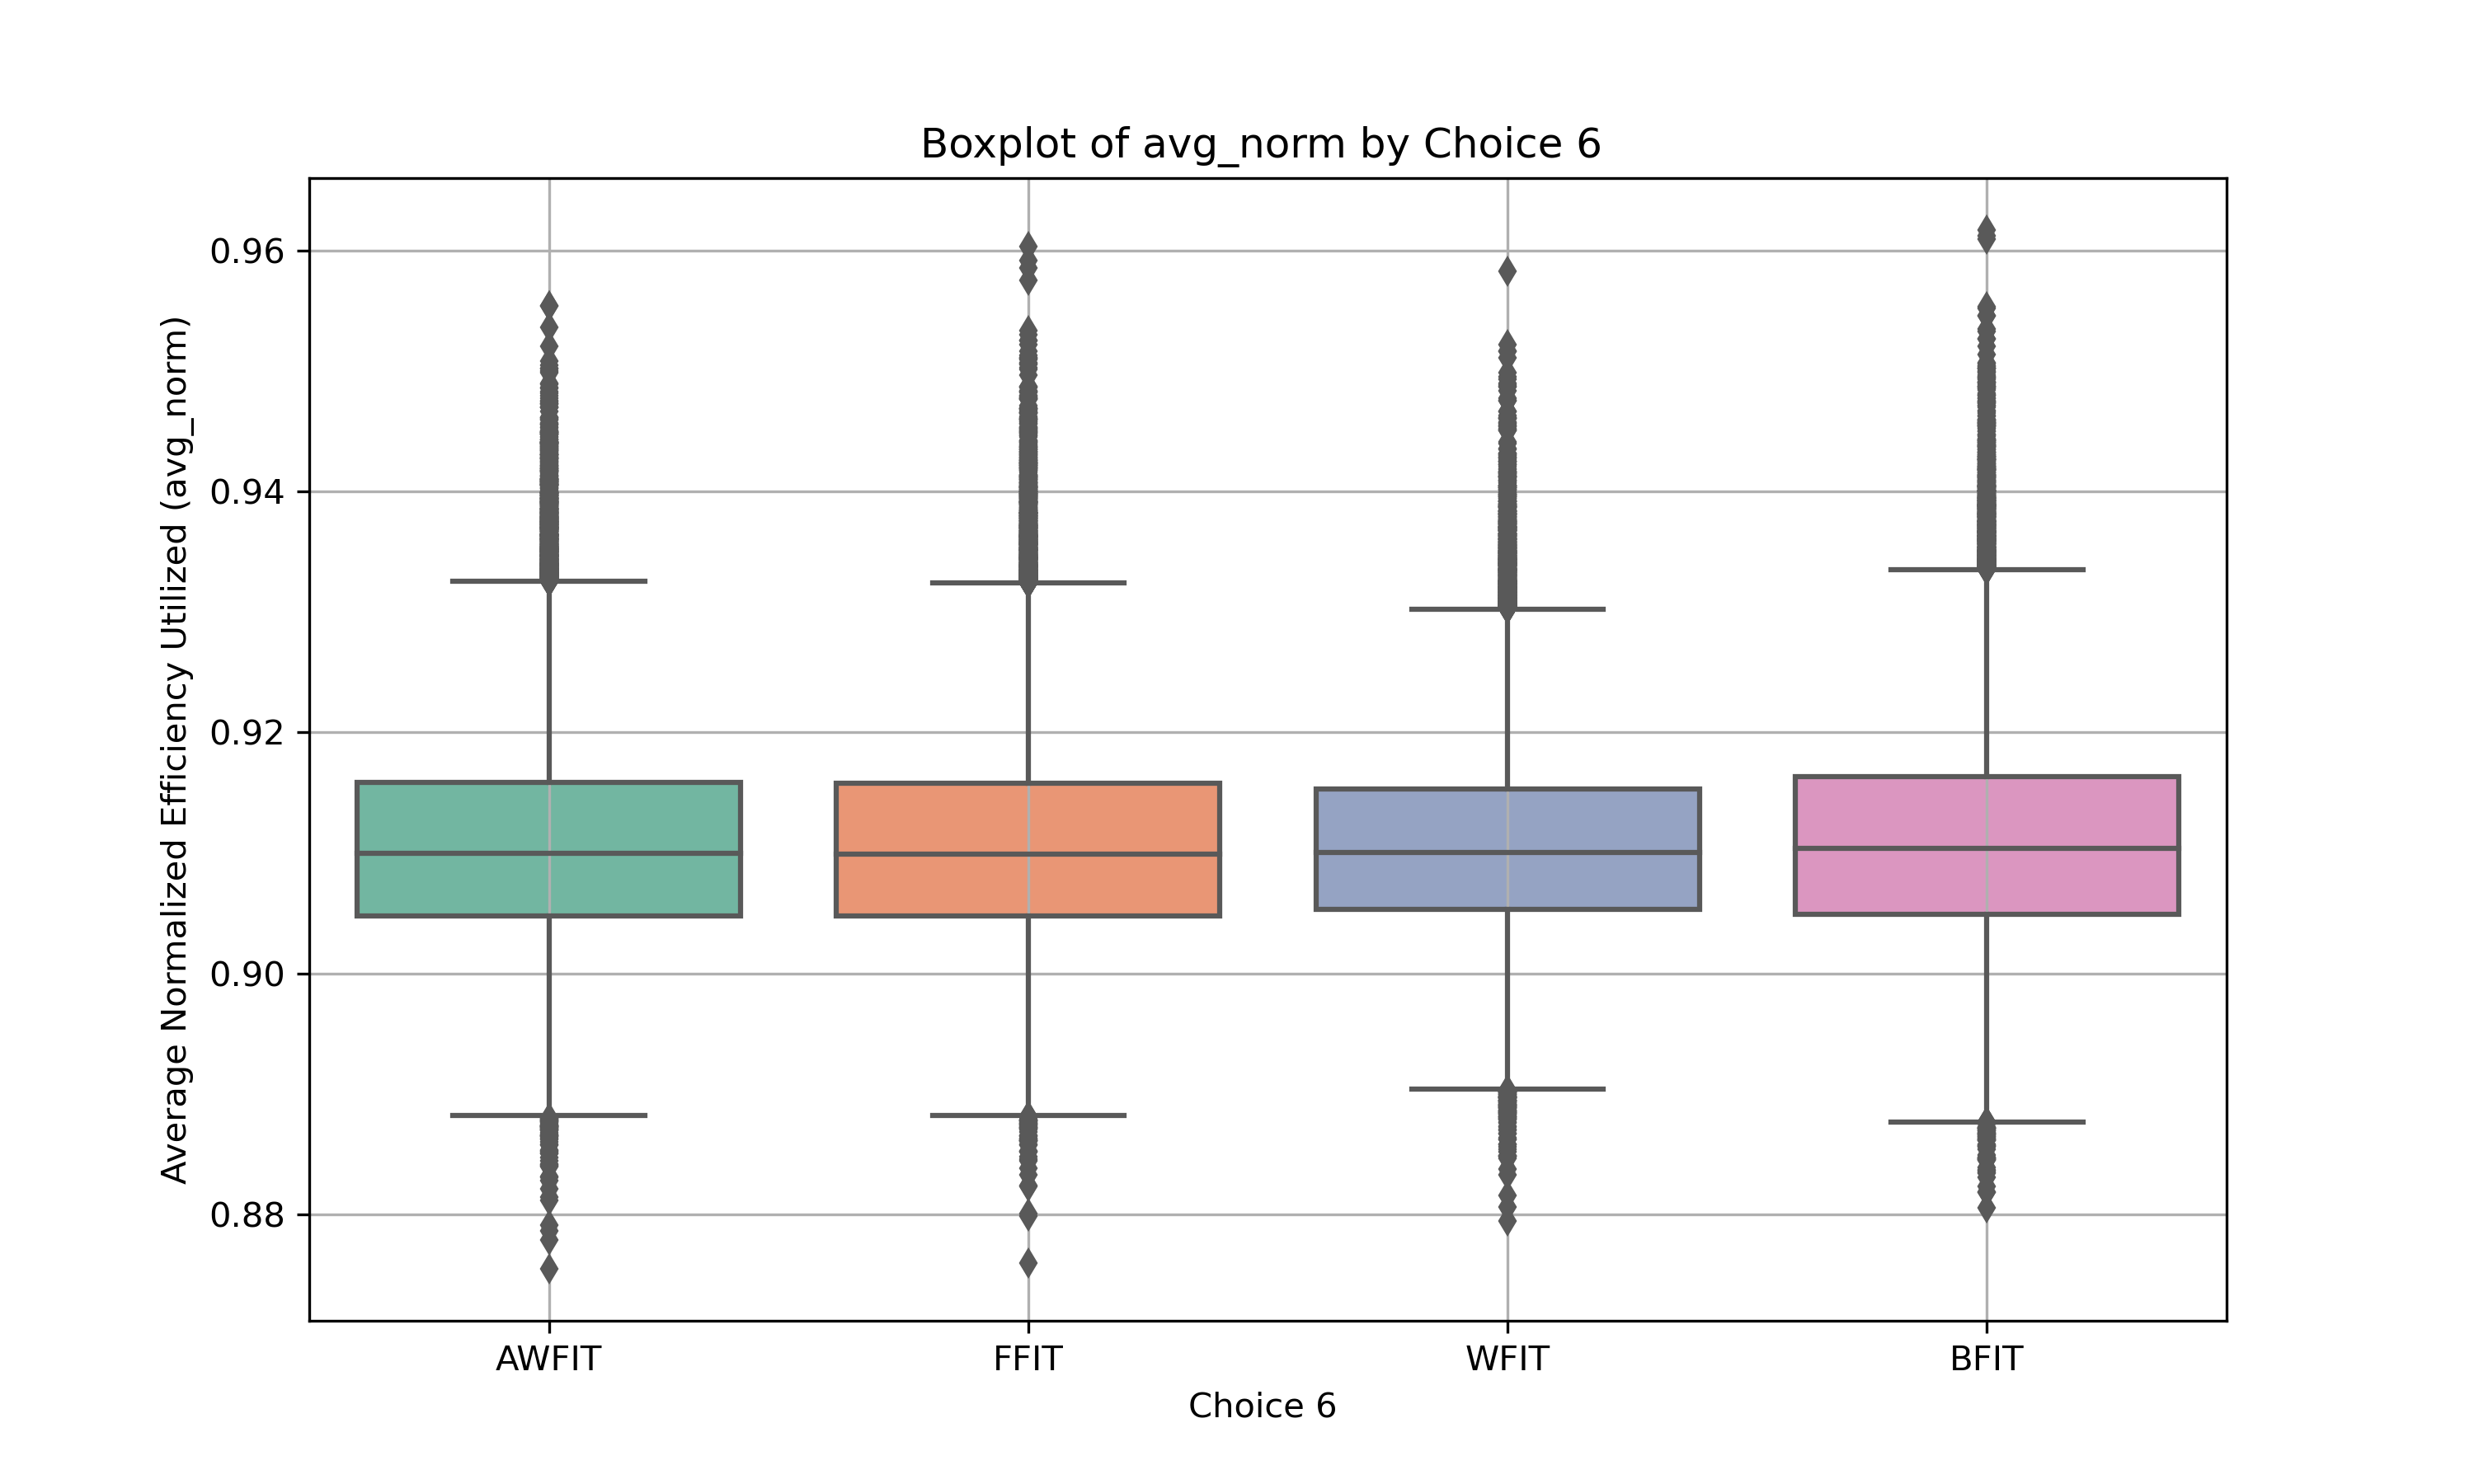 Boxplot of avg_norm by Choice 6
Average Normalized Efficiency Utilized (avg_norm)
0.96
0.94
0.92
0.90
0.88
AWFIT
FFIT
WFIT
BFIT
Choice 6